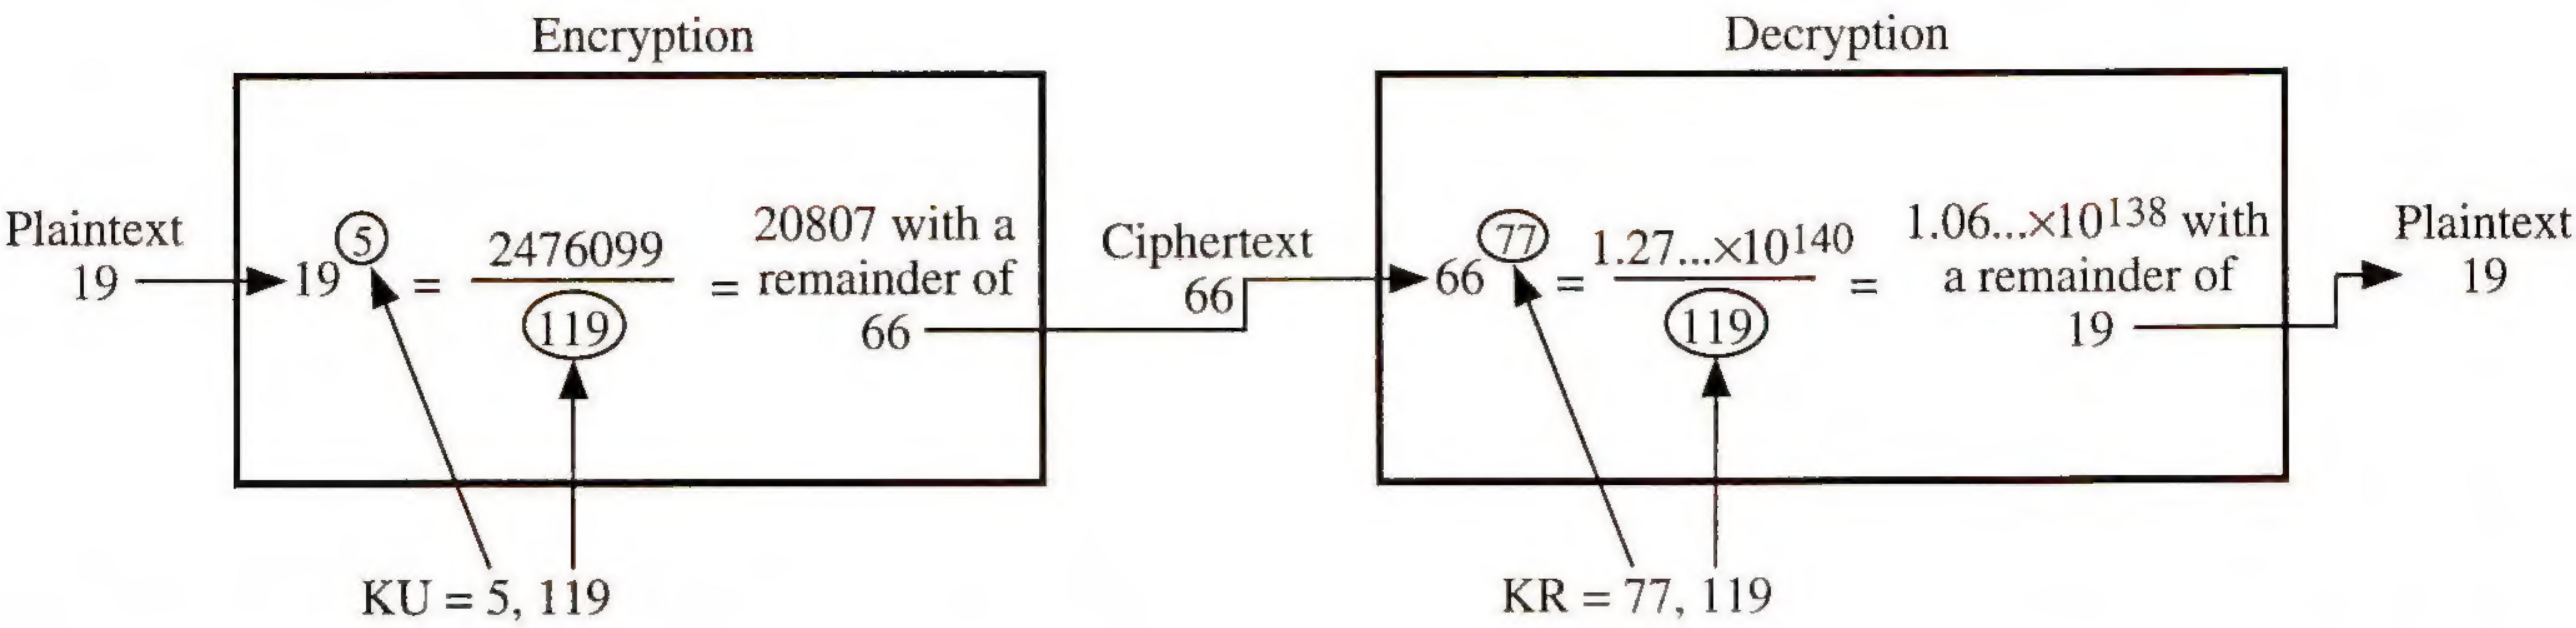 Encryption
Decryption
Plaintext
19
19 5 = 2476099 / 119 = 20807 with a
remainder of
66
Ciphertext
66
66 77 = 1.27...×10140 / 119 = 1.06...×10138 with
a remainder of
19
Plaintext
19
KU = 5, 119
KR = 77, 119